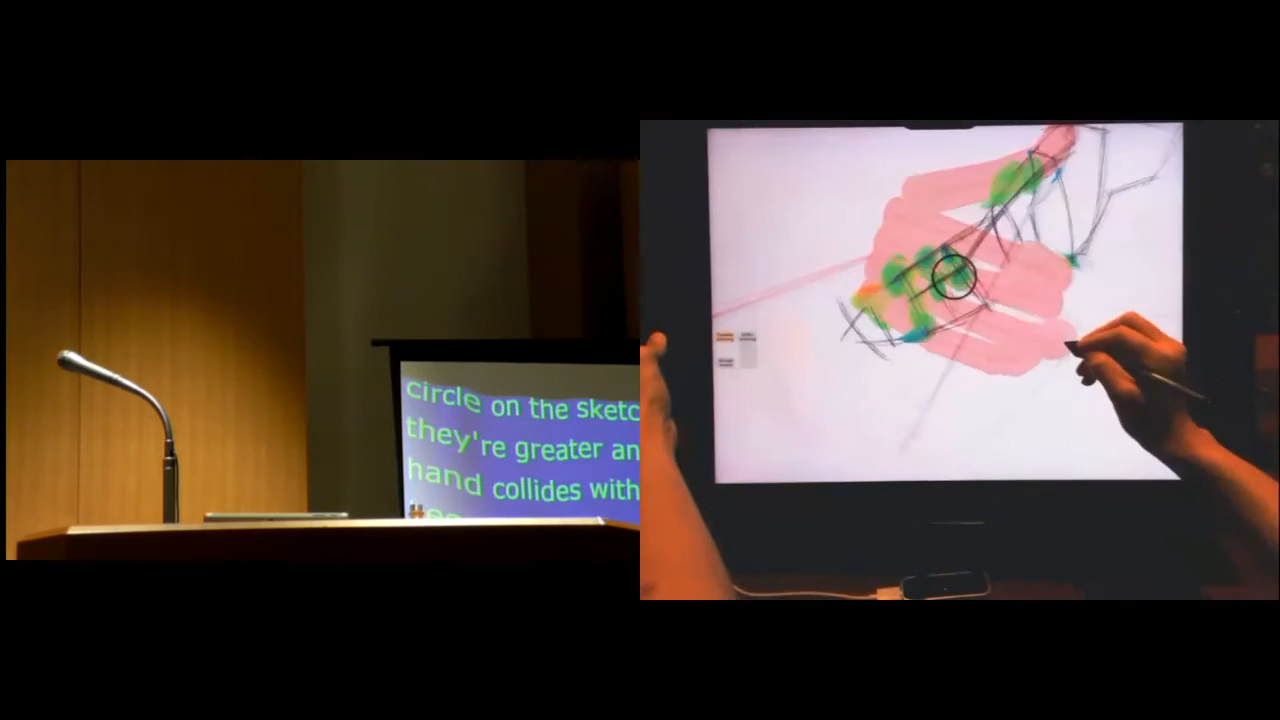 circle on the sketc
they're greater an
hand collides with